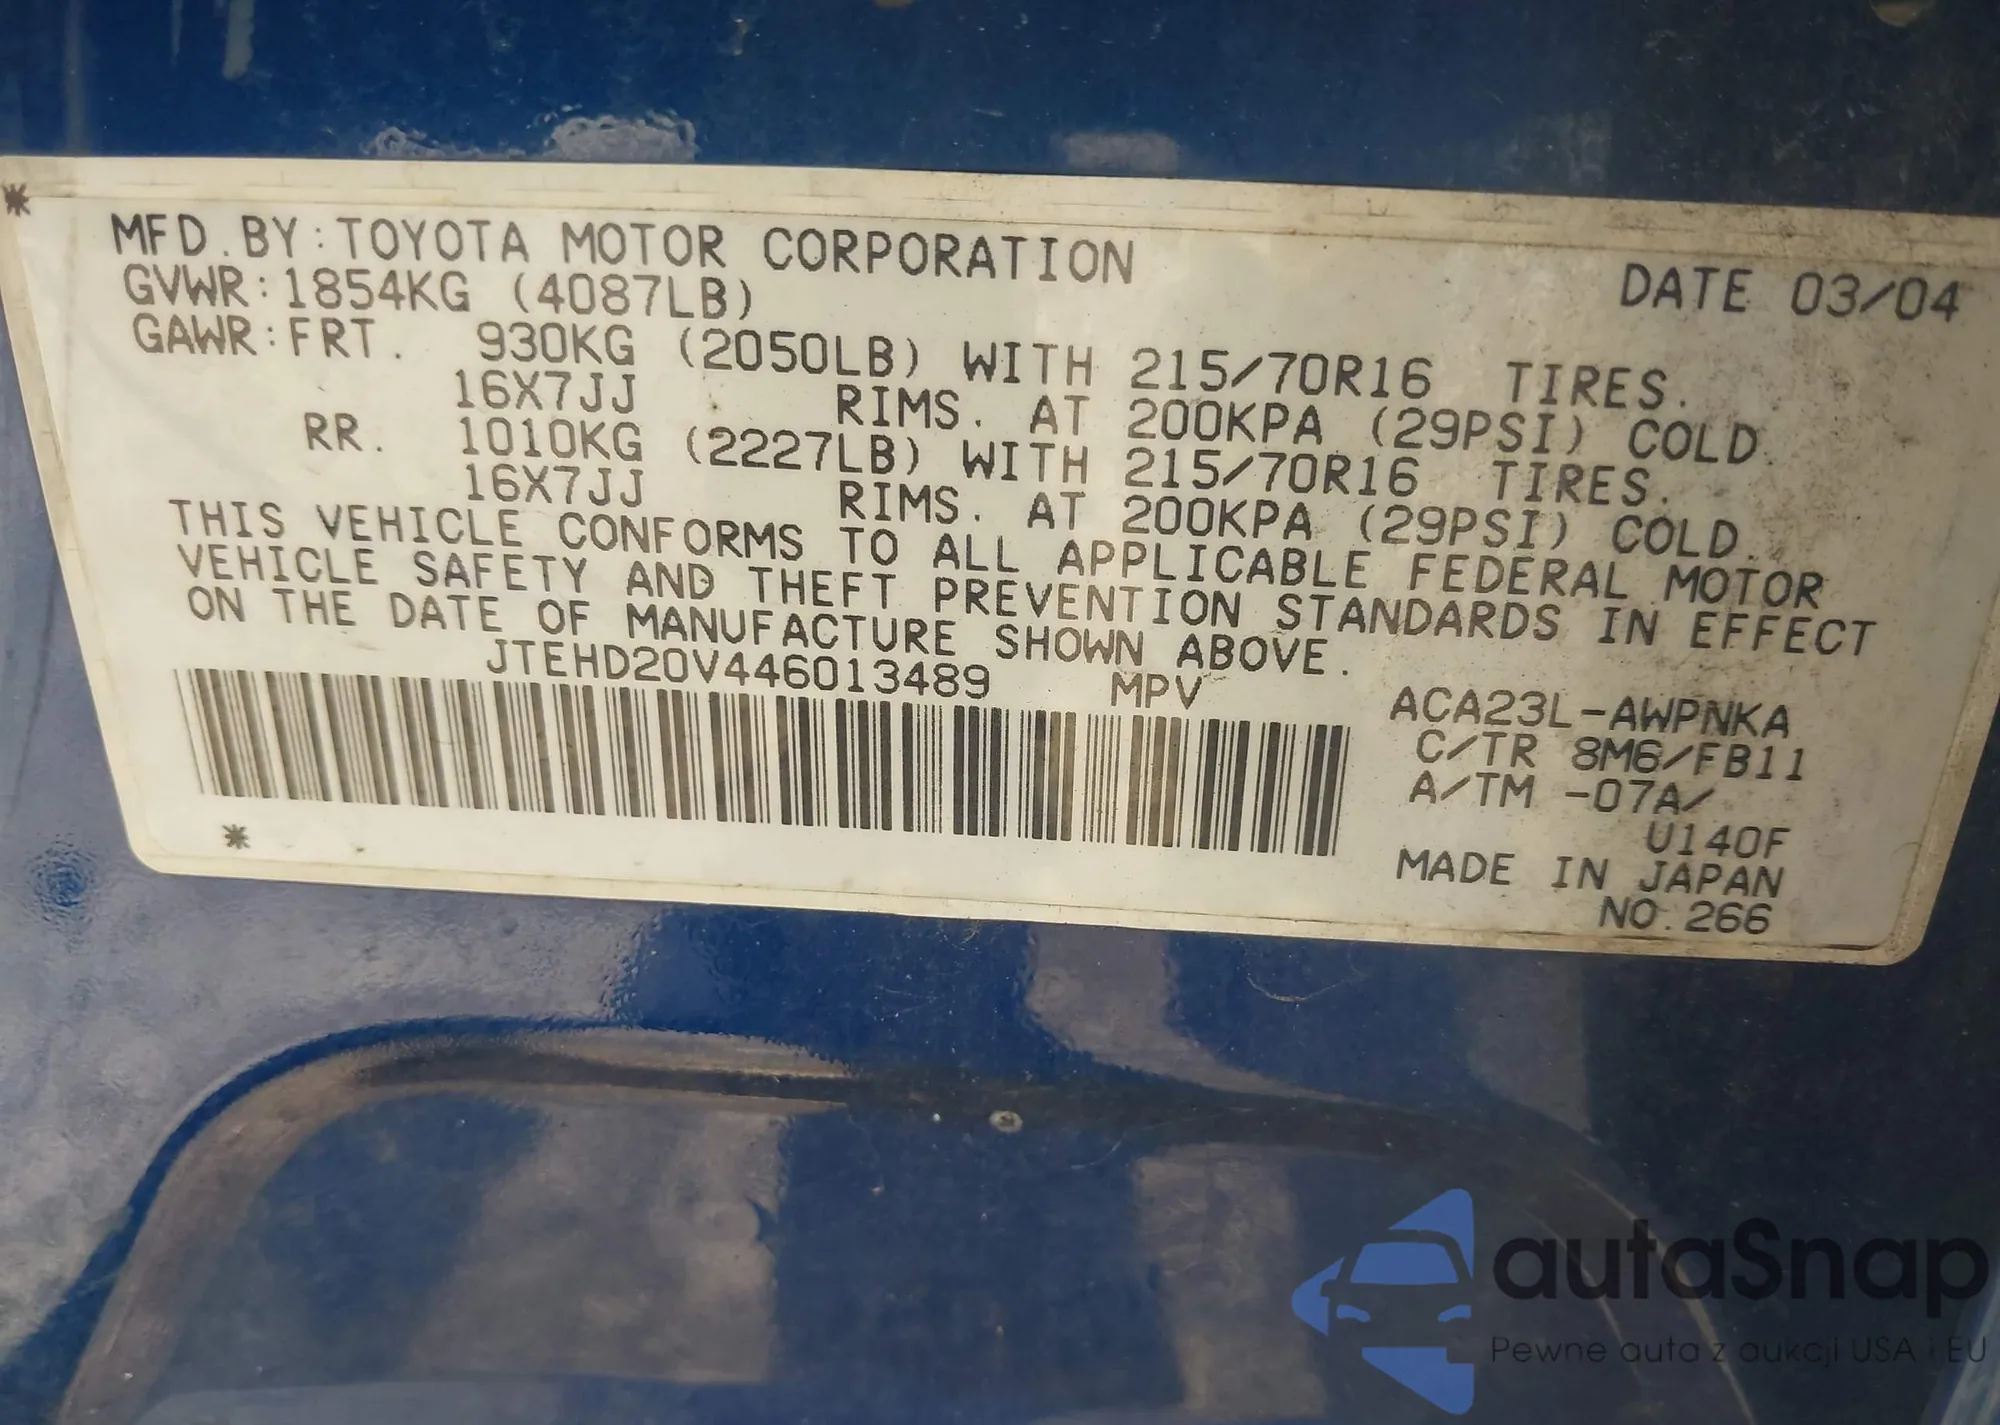 MFD.BY:TOYOTA MOTOR CORPORATION DATE 03/04
GVWR:1854KG (4087LB)
GAWR:FRT. 930KG (2050LB) WITH 215/70R16 TIRES.
16X7JJ RIMS. AT 200KPA (29PSI) COLD.
RR. 1010KG (2227LB) WITH 215/70R16 TIRES.
16X7JJ RIMS. AT 200KPA (29PSI) COLD.
THIS VEHICLE CONFORMS TO ALL APPLICABLE FEDERAL MOTOR
VEHICLE SAFETY AND THEFT PREVENTION STANDARDS IN EFFECT
ON THE DATE OF MANUFACTURE SHOWN ABOVE.
JTEHD20V446013489 MPV
ACA23L-AWPNKA
C/TR 8M6/FB11
A/TM -07A/
U140F
MADE IN JAPAN
NO.266
autaSnap
Pewne auta z aukcji USA i EU